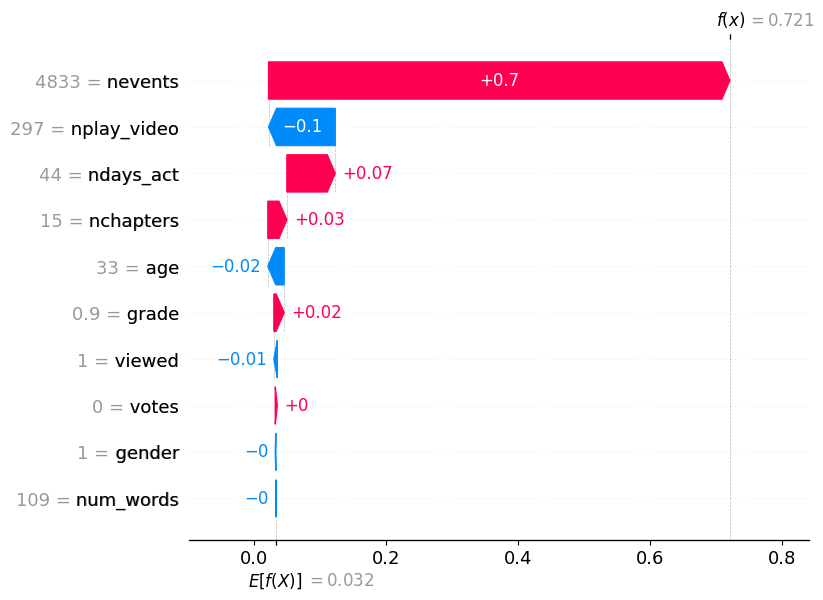 f(x) = 0.721
4833 = nevents
+0.7
297 = nplay_video
−0.1
44 = ndays_act
+0.07
15 = nchapters
+0.03
33 = age
−0.02
0.9 = grade
+0.02
1 = viewed
−0.01
0 = votes
+0
1 = gender
−0
109 = num_words
−0
0.0 0.2 0.4 0.6 0.8
E[f(X)] = 0.032